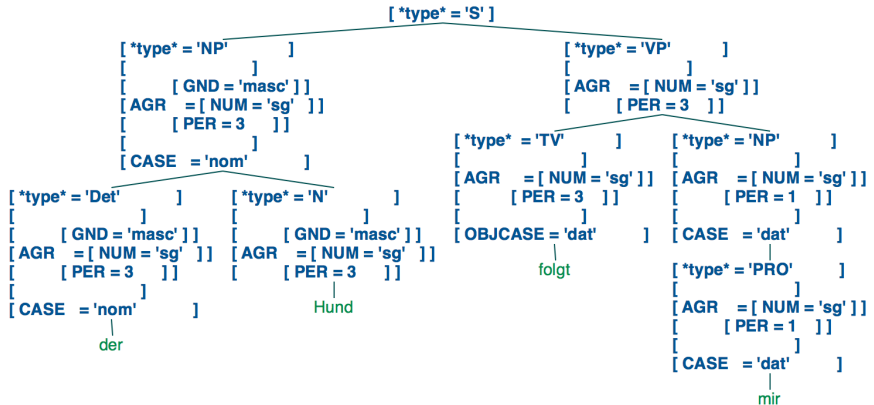 [ *type* = 'S' ]
[ *type* = 'NP' ]
[ ]
[ [ GND = 'masc' ] ]
[ AGR = [ NUM = 'sg' ] ]
[ [ PER = 3 ] ]
[ ]
[ CASE = 'nom' ]
[ *type* = 'VP' ]
[ ]
[ AGR = [ NUM = 'sg' ] ]
[ [ PER = 3 ] ]
[ *type* = 'Det' ]
[ ]
[ [ GND = 'masc' ] ]
[ AGR = [ NUM = 'sg' ] ]
[ [ PER = 3 ] ]
[ ]
[ CASE = 'nom' ]
der
[ *type* = 'N' ]
[ ]
[ [ GND = 'masc' ] ]
[ AGR = [ NUM = 'sg' ] ]
[ [ PER = 3 ] ]
Hund
[ *type* = 'TV' ]
[ ]
[ AGR = [ NUM = 'sg' ] ]
[ [ PER = 3 ] ]
[ ]
[ OBJCASE = 'dat' ]
folgt
[ *type* = 'NP' ]
[ ]
[ AGR = [ NUM = 'sg' ] ]
[ [ PER = 1 ] ]
[ ]
[ CASE = 'dat' ]
[ *type* = 'PRO' ]
[ ]
[ AGR = [ NUM = 'sg' ] ]
[ [ PER = 1 ] ]
[ ]
[ CASE = 'dat' ]
mir